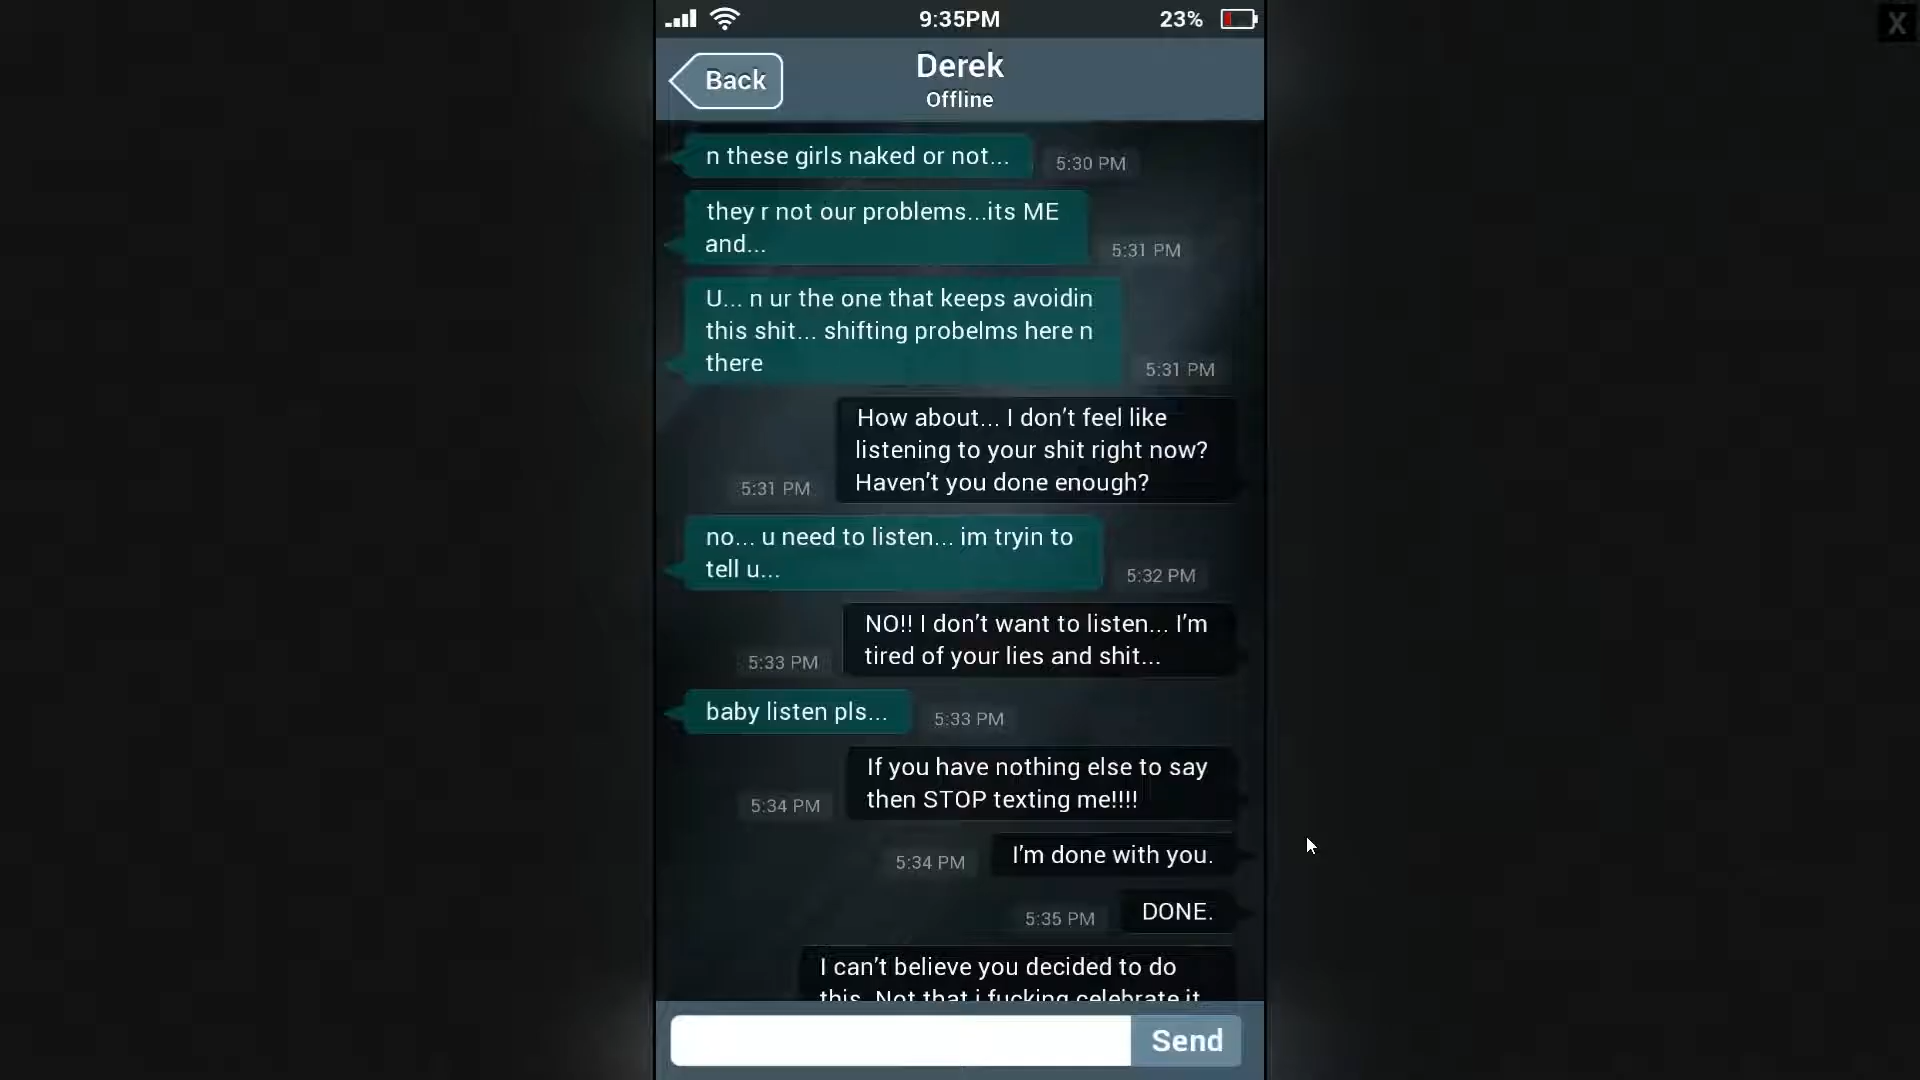 9:35PM
23%
X
Back
Derek
Offline
n these girls naked or not...
5:30 PM
they r not our problems...its ME
and...
5:31 PM
U... n ur the one that keeps avoidin
this shit... shifting probelms here n
there
5:31 PM
How about... I don’t feel like
listening to your shit right now?
Haven’t you done enough?
5:31 PM
no... u need to listen... im tryin to
tell u...
5:32 PM
NO!! I don’t want to listen... I’m
tired of your lies and shit...
5:33 PM
baby listen pls...
5:33 PM
If you have nothing else to say
then STOP texting me!!!!
5:34 PM
I’m done with you.
5:34 PM
DONE.
5:35 PM
I can’t believe you decided to do
this. Not that i fucking celebrate it
Send